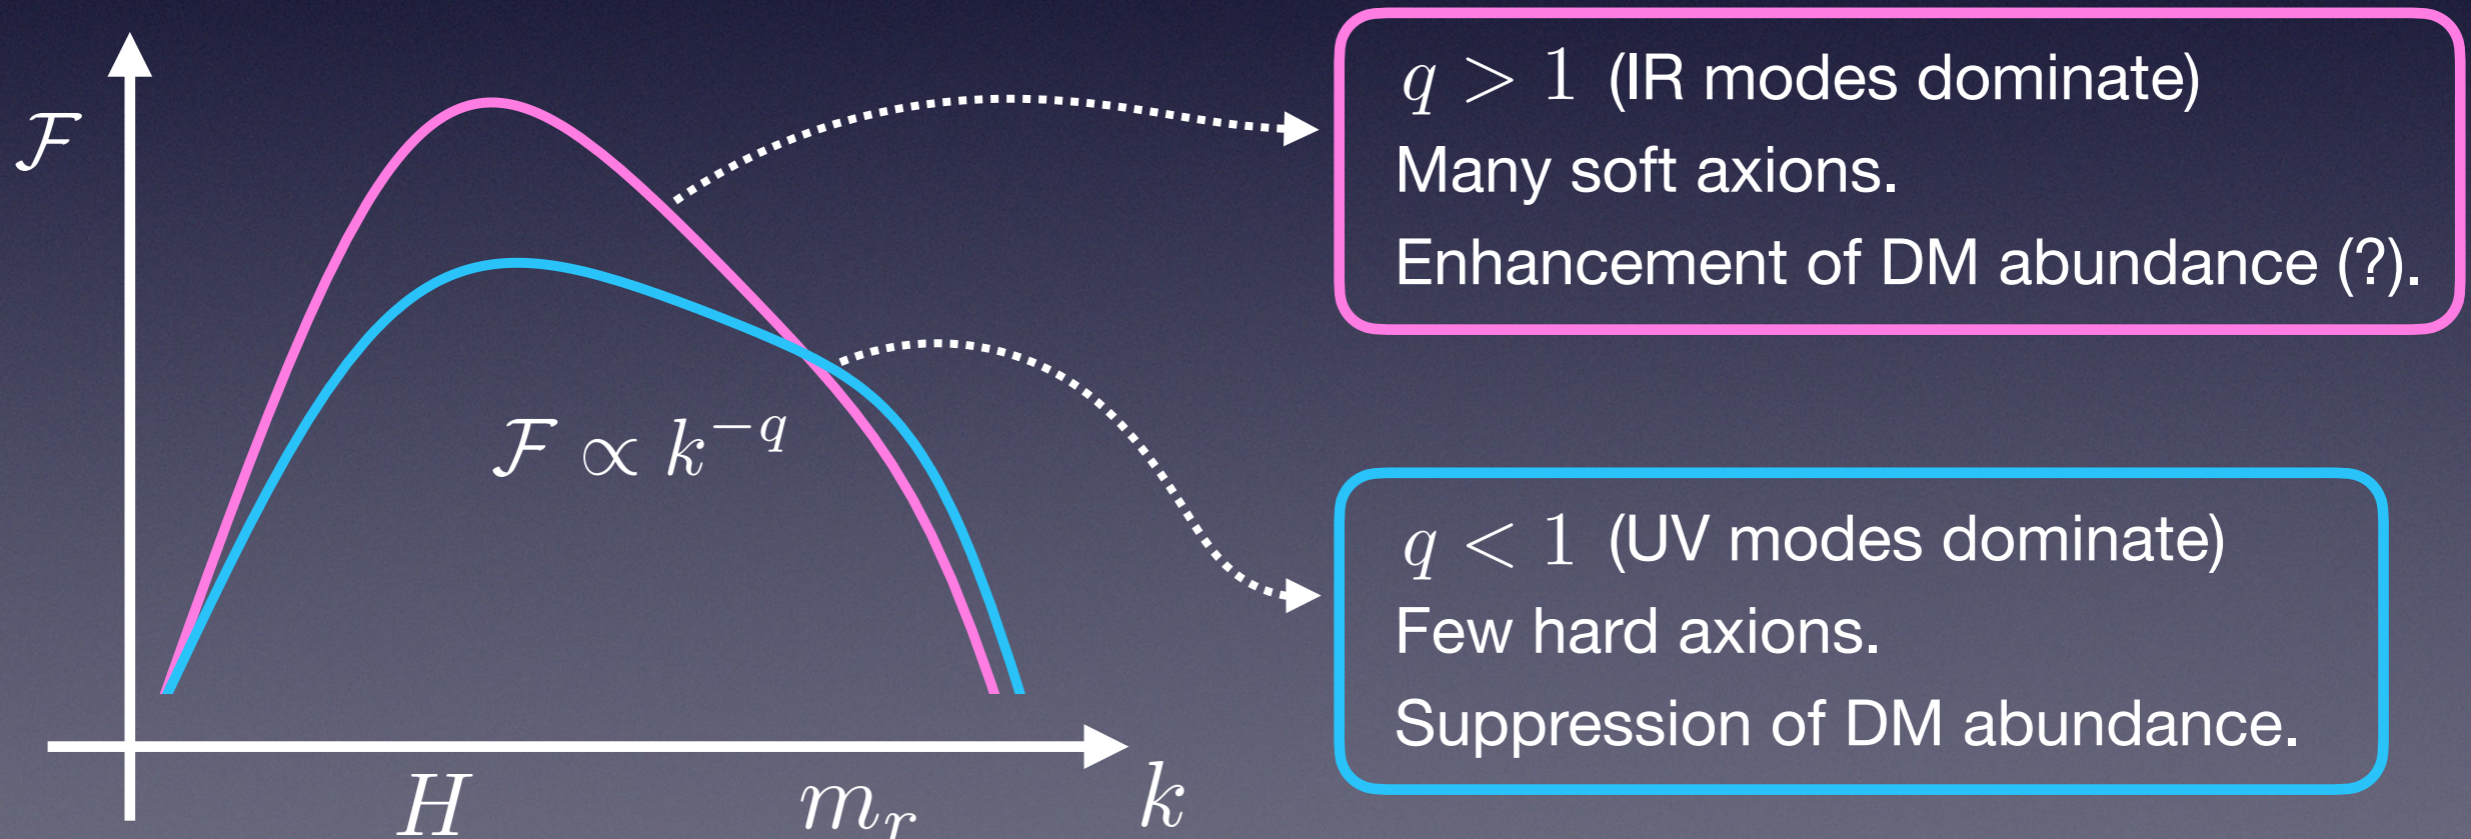 ℱ
ℱ ∝ k^{-q}
H
m_r
k
q > 1 (IR modes dominate)
Many soft axions.
Enhancement of DM abundance (?).
q < 1 (UV modes dominate)
Few hard axions.
Suppression of DM abundance.